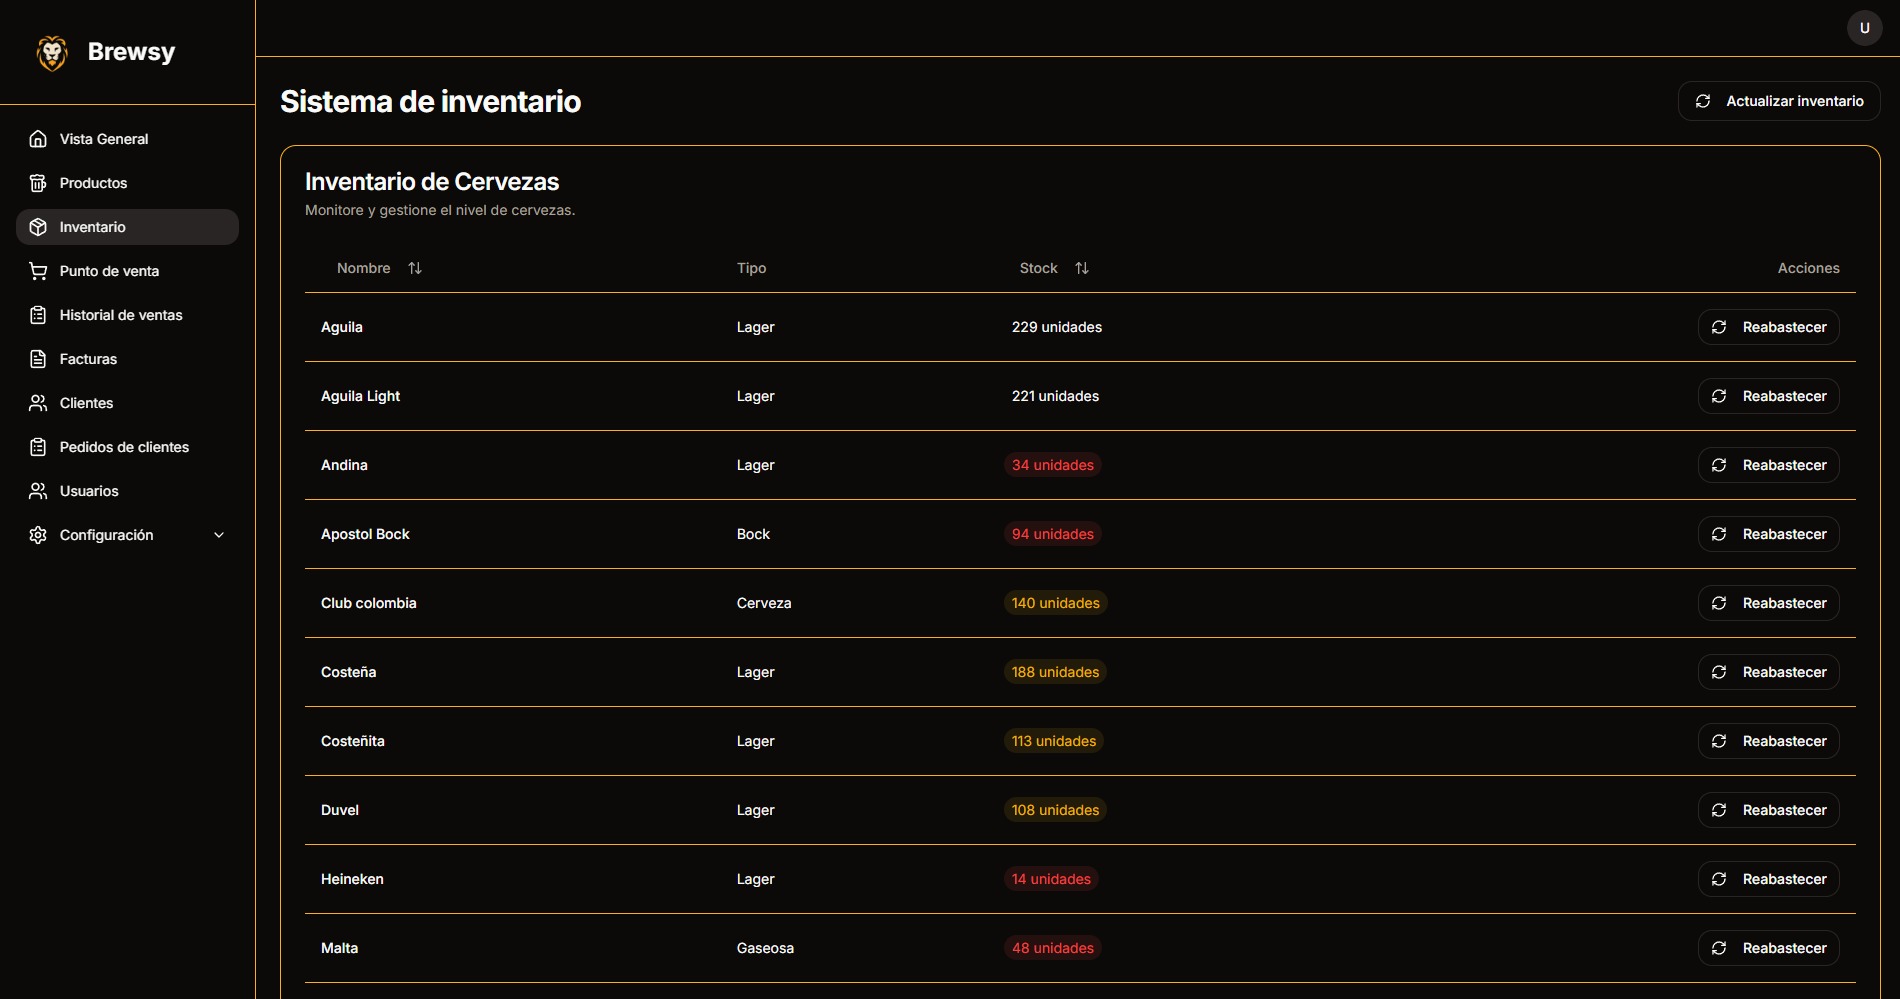 Brewsy
U
Vista General
Productos
Inventario
Punto de venta
Historial de ventas
Facturas
Clientes
Pedidos de clientes
Usuarios
Configuración
Sistema de inventario
Actualizar inventario
Inventario de Cervezas
Monitore y gestione el nivel de cervezas.
Nombre Tipo Stock Acciones
Aguila Lager 229 unidades Reabastecer
Aguila Light Lager 221 unidades Reabastecer
Andina Lager 34 unidades Reabastecer
Apostol Bock Bock 94 unidades Reabastecer
Club colombia Cerveza 140 unidades Reabastecer
Costeña Lager 188 unidades Reabastecer
Costeñita Lager 113 unidades Reabastecer
Duvel Lager 108 unidades Reabastecer
Heineken Lager 14 unidades Reabastecer
Malta Gaseosa 48 unidades Reabastecer